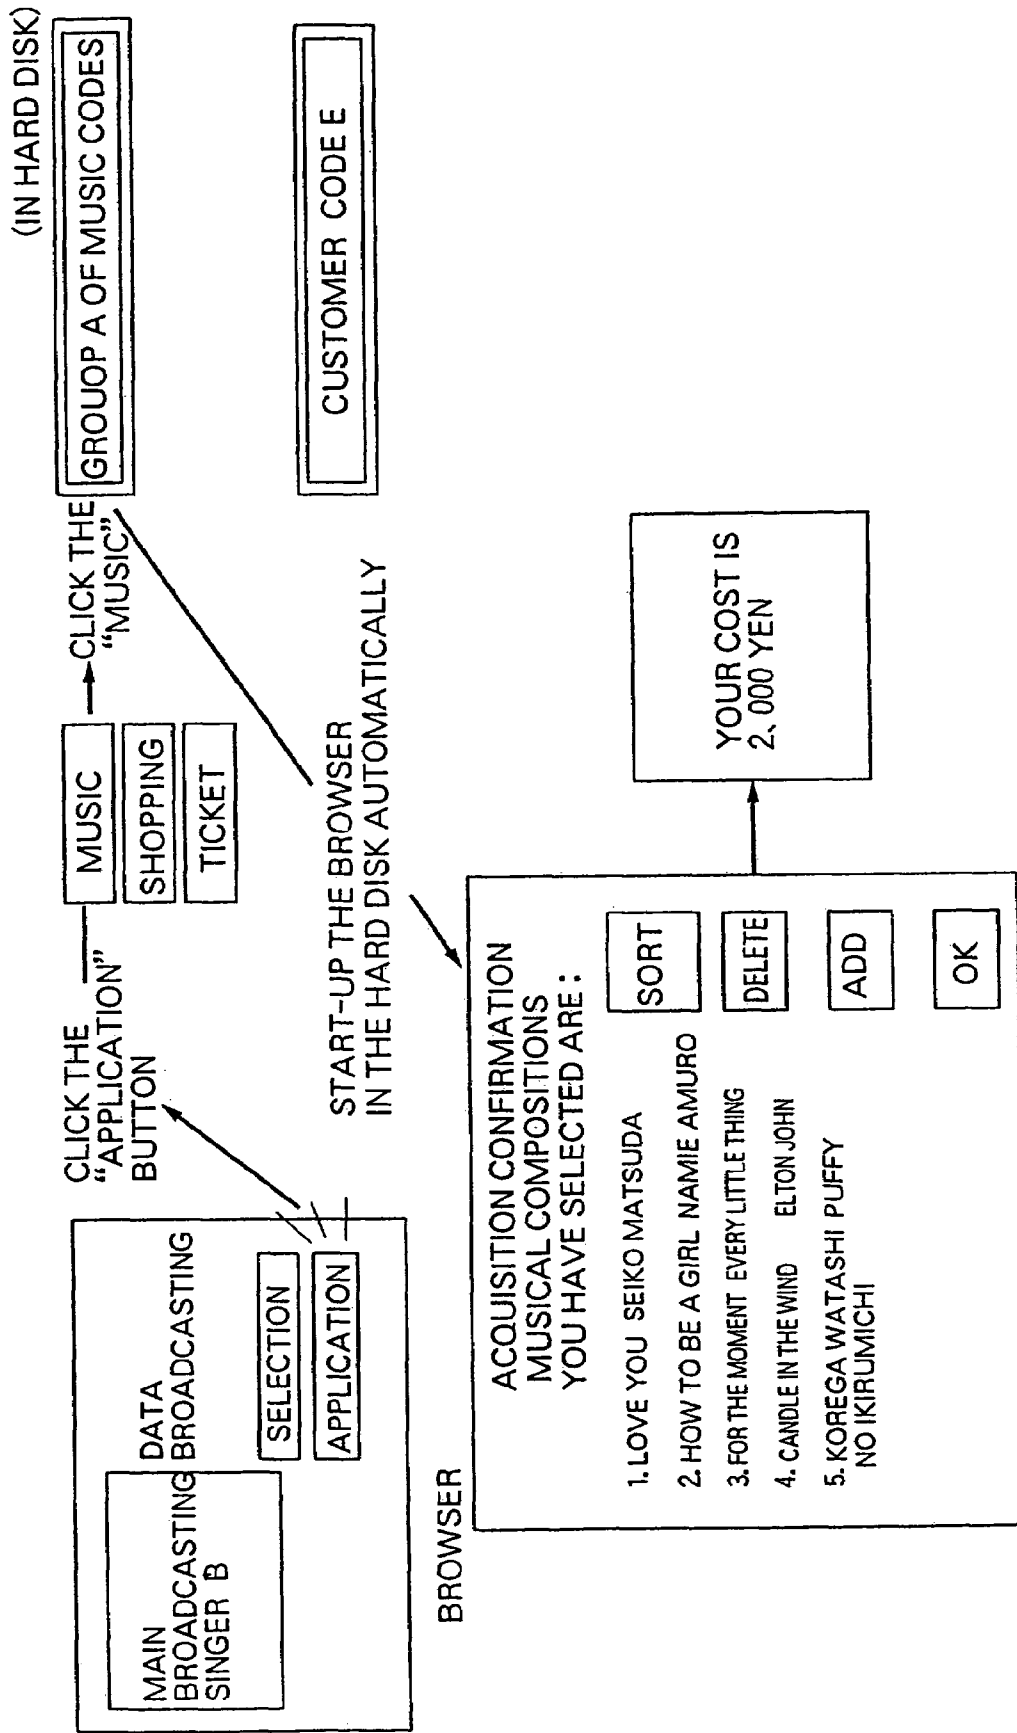 (IN HARD DISK)
MAIN
BROADCASTING
SINGER B
DATA
BROADCASTING
SELECTION
APPLICATION
CLICK THE
“APPLICATION”
BUTTON
MUSIC
SHOPPING
TICKET
CLICK THE
“MUSIC”
GROUOP A OF MUSIC CODES
CUSTOMER CODE E
START-UP THE BROWSER
IN THE HARD DISK AUTOMATICALLY
BROWSER
ACQUISITION CONFIRMATION
MUSICAL COMPOSITIONS
YOU HAVE SELECTED ARE :
1. LOVE YOU SEIKO MATSUDA
2. HOW TO BE A GIRL NAMIE AMURO
3. FOR THE MOMENT EVERY LITTLE THING
4. CANDLE IN THE WIND ELTON JOHN
5. KOREGA WATASHI PUFFY
NO IKIRUMICHI
SORT
DELETE
ADD
OK
YOUR COST IS
2、000 YEN